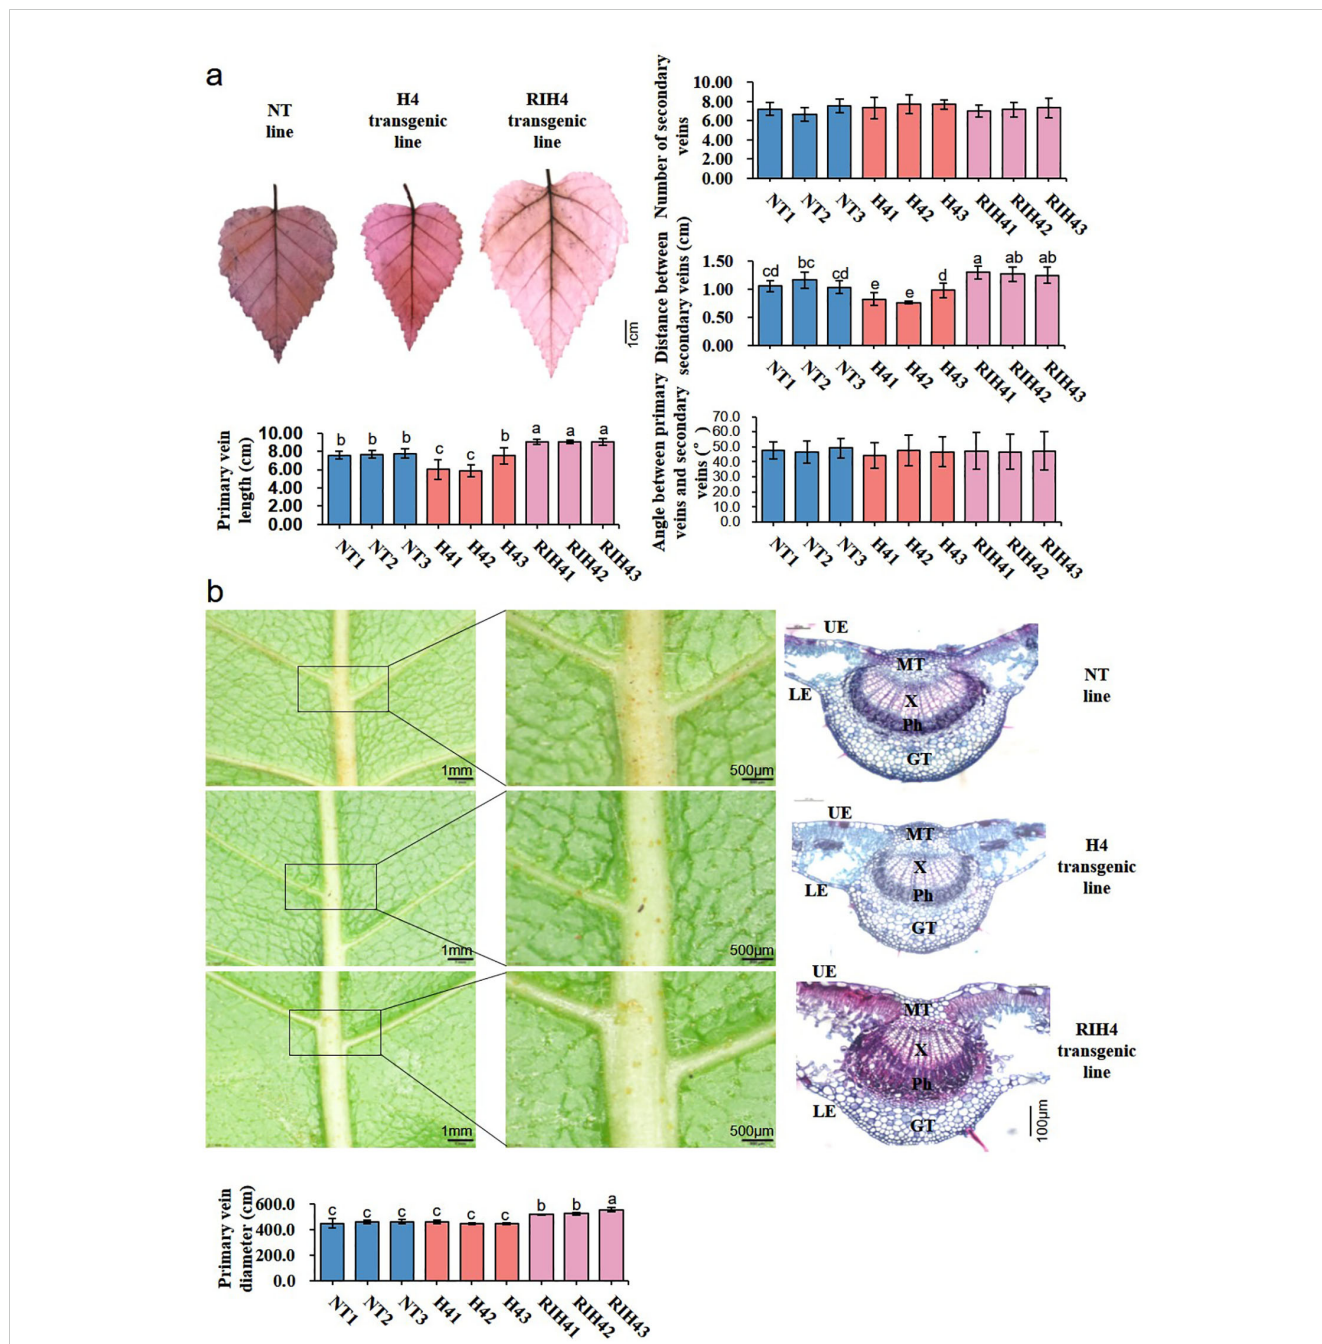 a
NT
line
H4
transgenic
line
RIH4
transgenic
line
1cm
Number of secondary
veins
10.00
8.00
6.00
4.00
2.00
0.00
NT1
NT2
NT3
H41
H42
H43
RIH41
RIH42
RIH43
Distance between
secondary veins (cm)
1.50
1.00
0.50
0.00
cd
bc
cd
e
e
d
a
ab
ab
NT1
NT2
NT3
H41
H42
H43
RIH41
RIH42
RIH43
Primary vein
length (cm)
10.00
8.00
6.00
4.00
2.00
0.00
b
b
b
c
c
b
a
a
a
NT1
NT2
NT3
H41
H42
H43
RIH41
RIH42
RIH43
Angle between primary
veins and secondary
veins (°)
70.0
60.0
50.0
40.0
30.0
20.0
10.0
0.0
NT1
NT2
NT3
H41
H42
H43
RIH41
RIH42
RIH43
b
1mm
500μm
UE
MT
LE
X
Ph
GT
NT
line
1mm
500μm
UE
MT
X
LE
Ph
GT
H4
transgenic
line
1mm
500μm
UE
MT
X
Ph
LE
GT
RIH4
transgenic
line
100μm
Primary vein
diameter (cm)
600.0
400.0
200.0
0.0
c
c
c
c
c
c
b
b
a
NT1
NT2
NT3
H41
H42
H43
RIH41
RIH42
RIH43